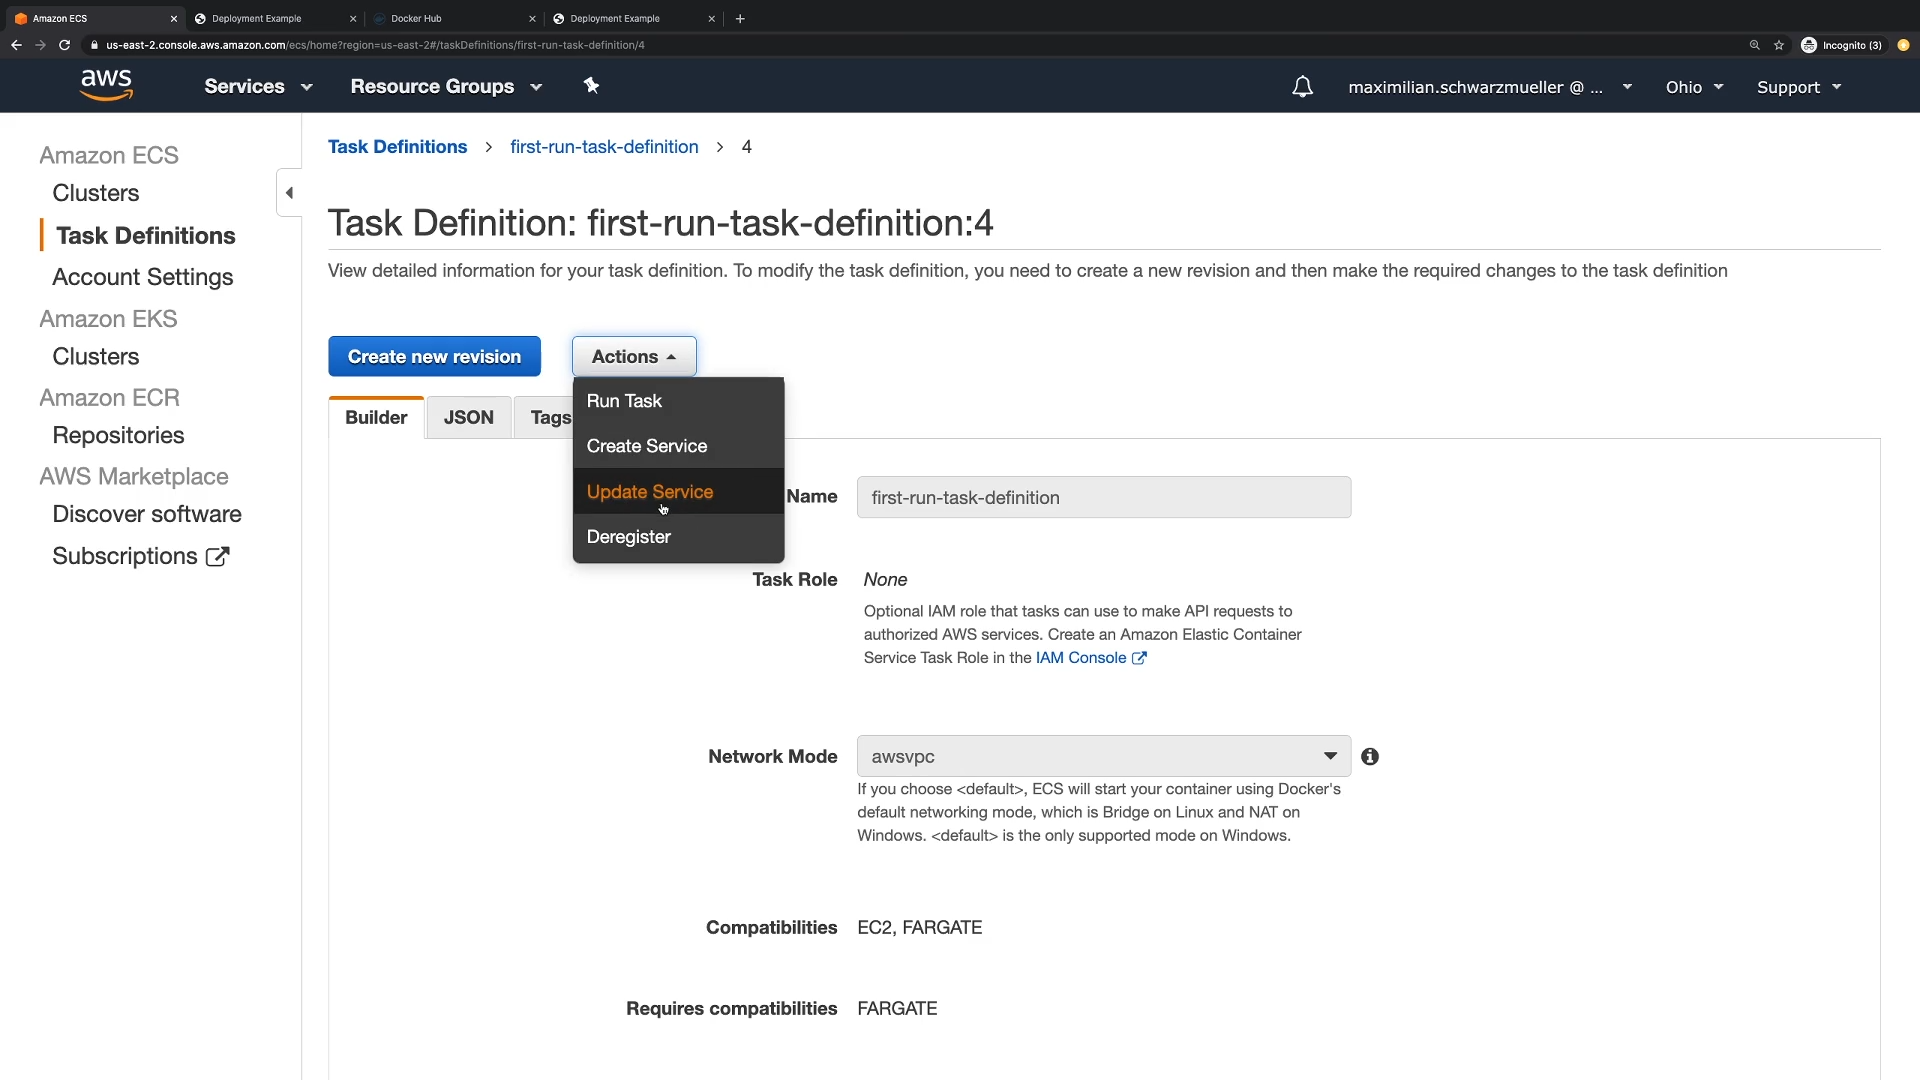 Amazon ECS
Deployment Example
Docker Hub
Deployment Example
us-east-2.console.aws.amazon.com/ecs/home?region=us-east-2#/taskDefinitions/first-run-task-definition/4
Incognito (3)
aws
Services
Resource Groups
maximilian.schwarzmueller @ ...
Ohio
Support
Amazon ECS
Clusters
Task Definitions
Account Settings
Amazon EKS
Clusters
Amazon ECR
Repositories
AWS Marketplace
Discover software
Subscriptions
Task Definitions > first-run-task-definition > 4
Task Definition: first-run-task-definition:4
View detailed information for your task definition. To modify the task definition, you need to create a new revision and then make the required changes to the task definition
Create new revision
Actions
Run Task
Create Service
Update Service
Deregister
Builder
JSON
Tags
Name
first-run-task-definition
Task Role
None
Optional IAM role that tasks can use to make API requests to
authorized AWS services. Create an Amazon Elastic Container
Service Task Role in the IAM Console
Network Mode
awsvpc
If you choose <default>, ECS will start your container using Docker's
default networking mode, which is Bridge on Linux and NAT on
Windows. <default> is the only supported mode on Windows.
Compatibilities
EC2, FARGATE
Requires compatibilities
FARGATE